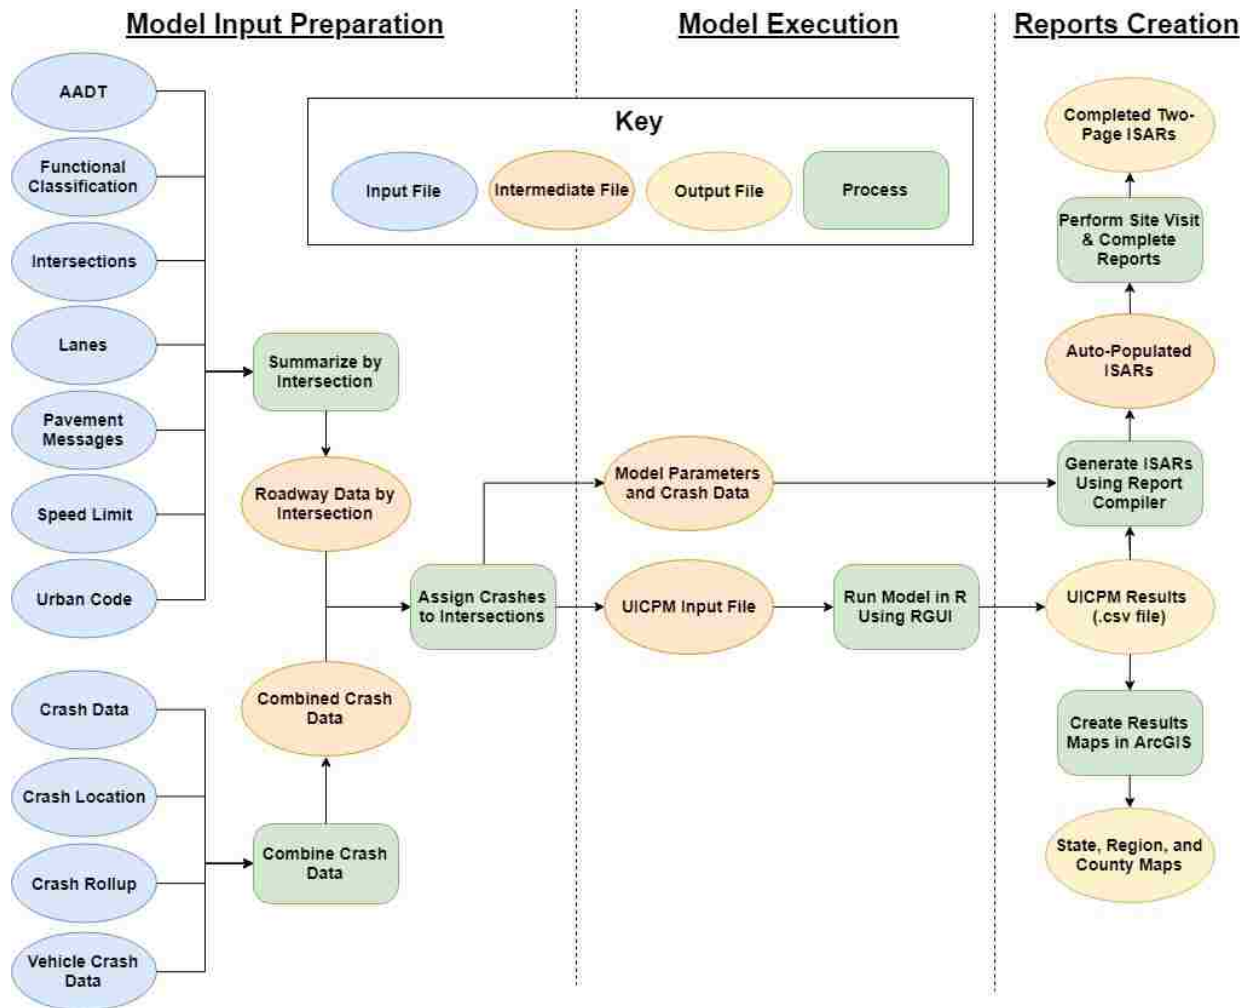 Model Input Preparation
Model Execution
Reports Creation
Key
Input File
Intermediate File
Output File
Process
AADT
Functional
Classification
Intersections
Lanes
Pavement
Messages
Speed Limit
Urban Code
Crash Data
Crash Location
Crash Rollup
Vehicle Crash
Data
Summarize by
Intersection
Roadway Data by
Intersection
Combined Crash
Data
Combine Crash
Data
Assign Crashes
to Intersections
Model Parameters
and Crash Data
UICPM Input File
Run Model in R
Using RGUI
Completed Two-
Page ISARs
Perform Site Visit
& Complete
Reports
Auto-Populated
ISARs
Generate ISARs
Using Report
Compiler
UICPM Results
(.csv file)
Create Results
Maps in ArcGIS
State, Region, and
County Maps